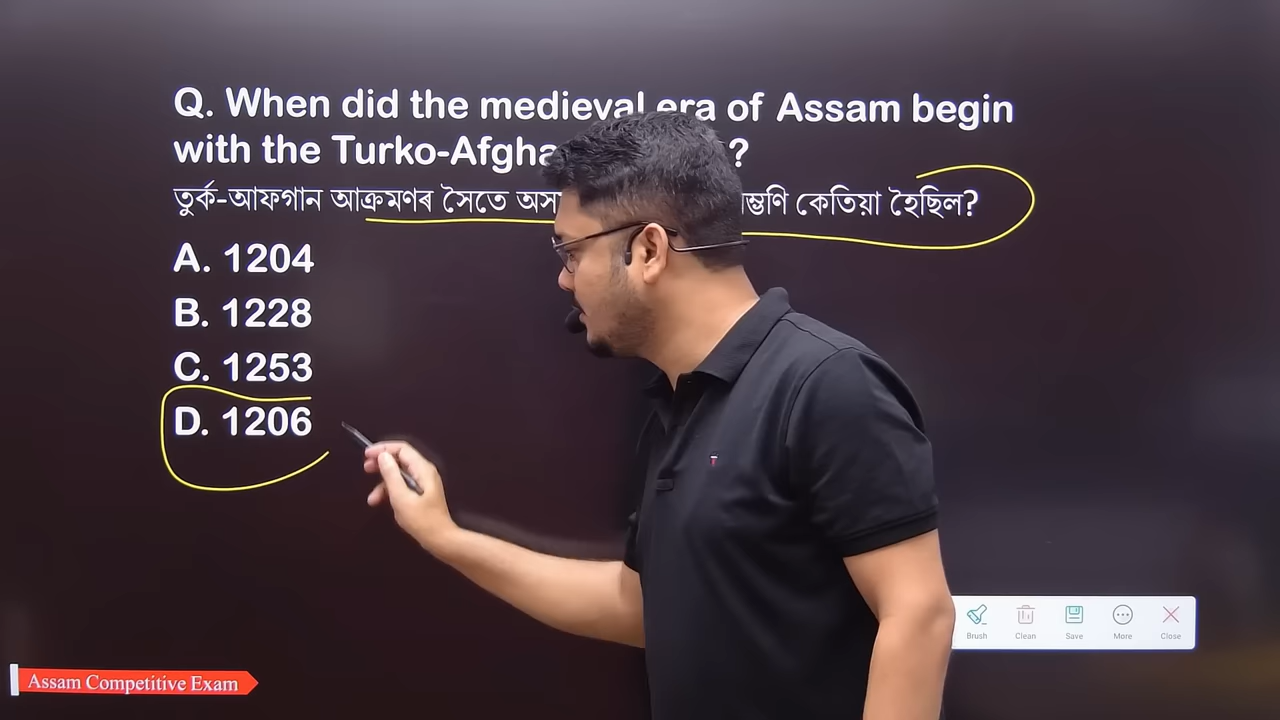 Q. When did the medieval era of Assam begin
with the Turko-Afgha ?
তুৰ্ক-আফগান আক্ৰমণৰ সৈতে কেতিয়া হৈছিল?
A. 1204
B. 1228
C. 1253
D. 1206
Brush Clean Save More Close
Assam Competitive Exam